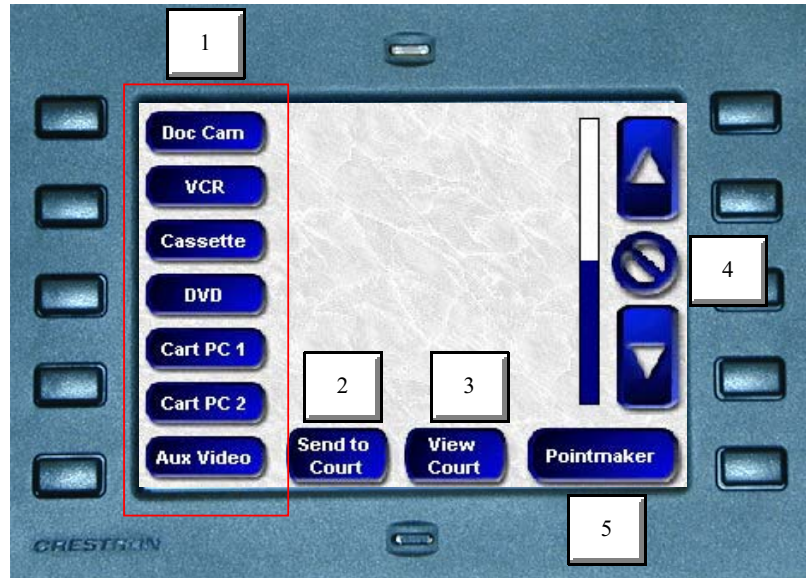 1
Doc Cam
VCR
Cassette
DVD
4
Cart PC 1
2
3
Cart PC 2
Send to
Court
View
Court
Aux Video
Pointmaker
5
CRESTRON